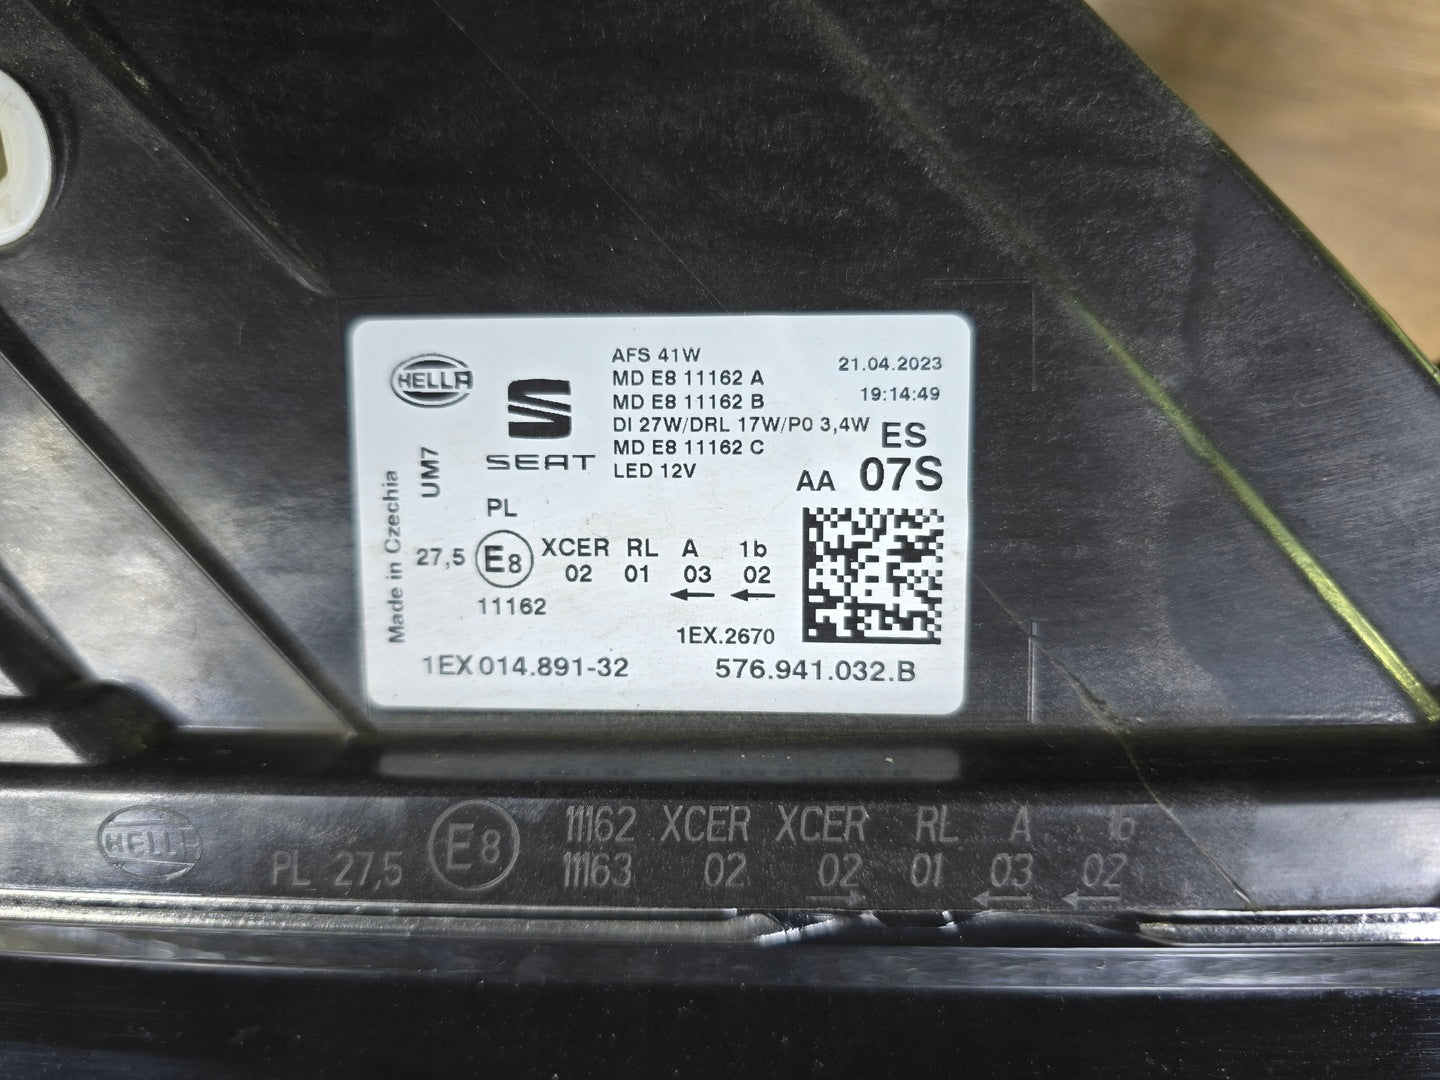 HELLA
SEAT
AFS 41W
MD E8 11162 A
MD E8 11162 B
DI 27W/DRL 17W/P0 3,4W
MD E8 11162 C
LED 12V
21.04.2023
19:14:49
ES
AA 07S
Made in Czechia
UM7
PL
27,5 E8 XCER RL A 1b
02 01 03 02
← ←
11162
1EX.2670
1EX 014.891-32 576.941.032.B
HELLA
PL 27,5 E8
11162 XCER XCER RL A 1b
11163 02 02 01 03 02
→ ← ←